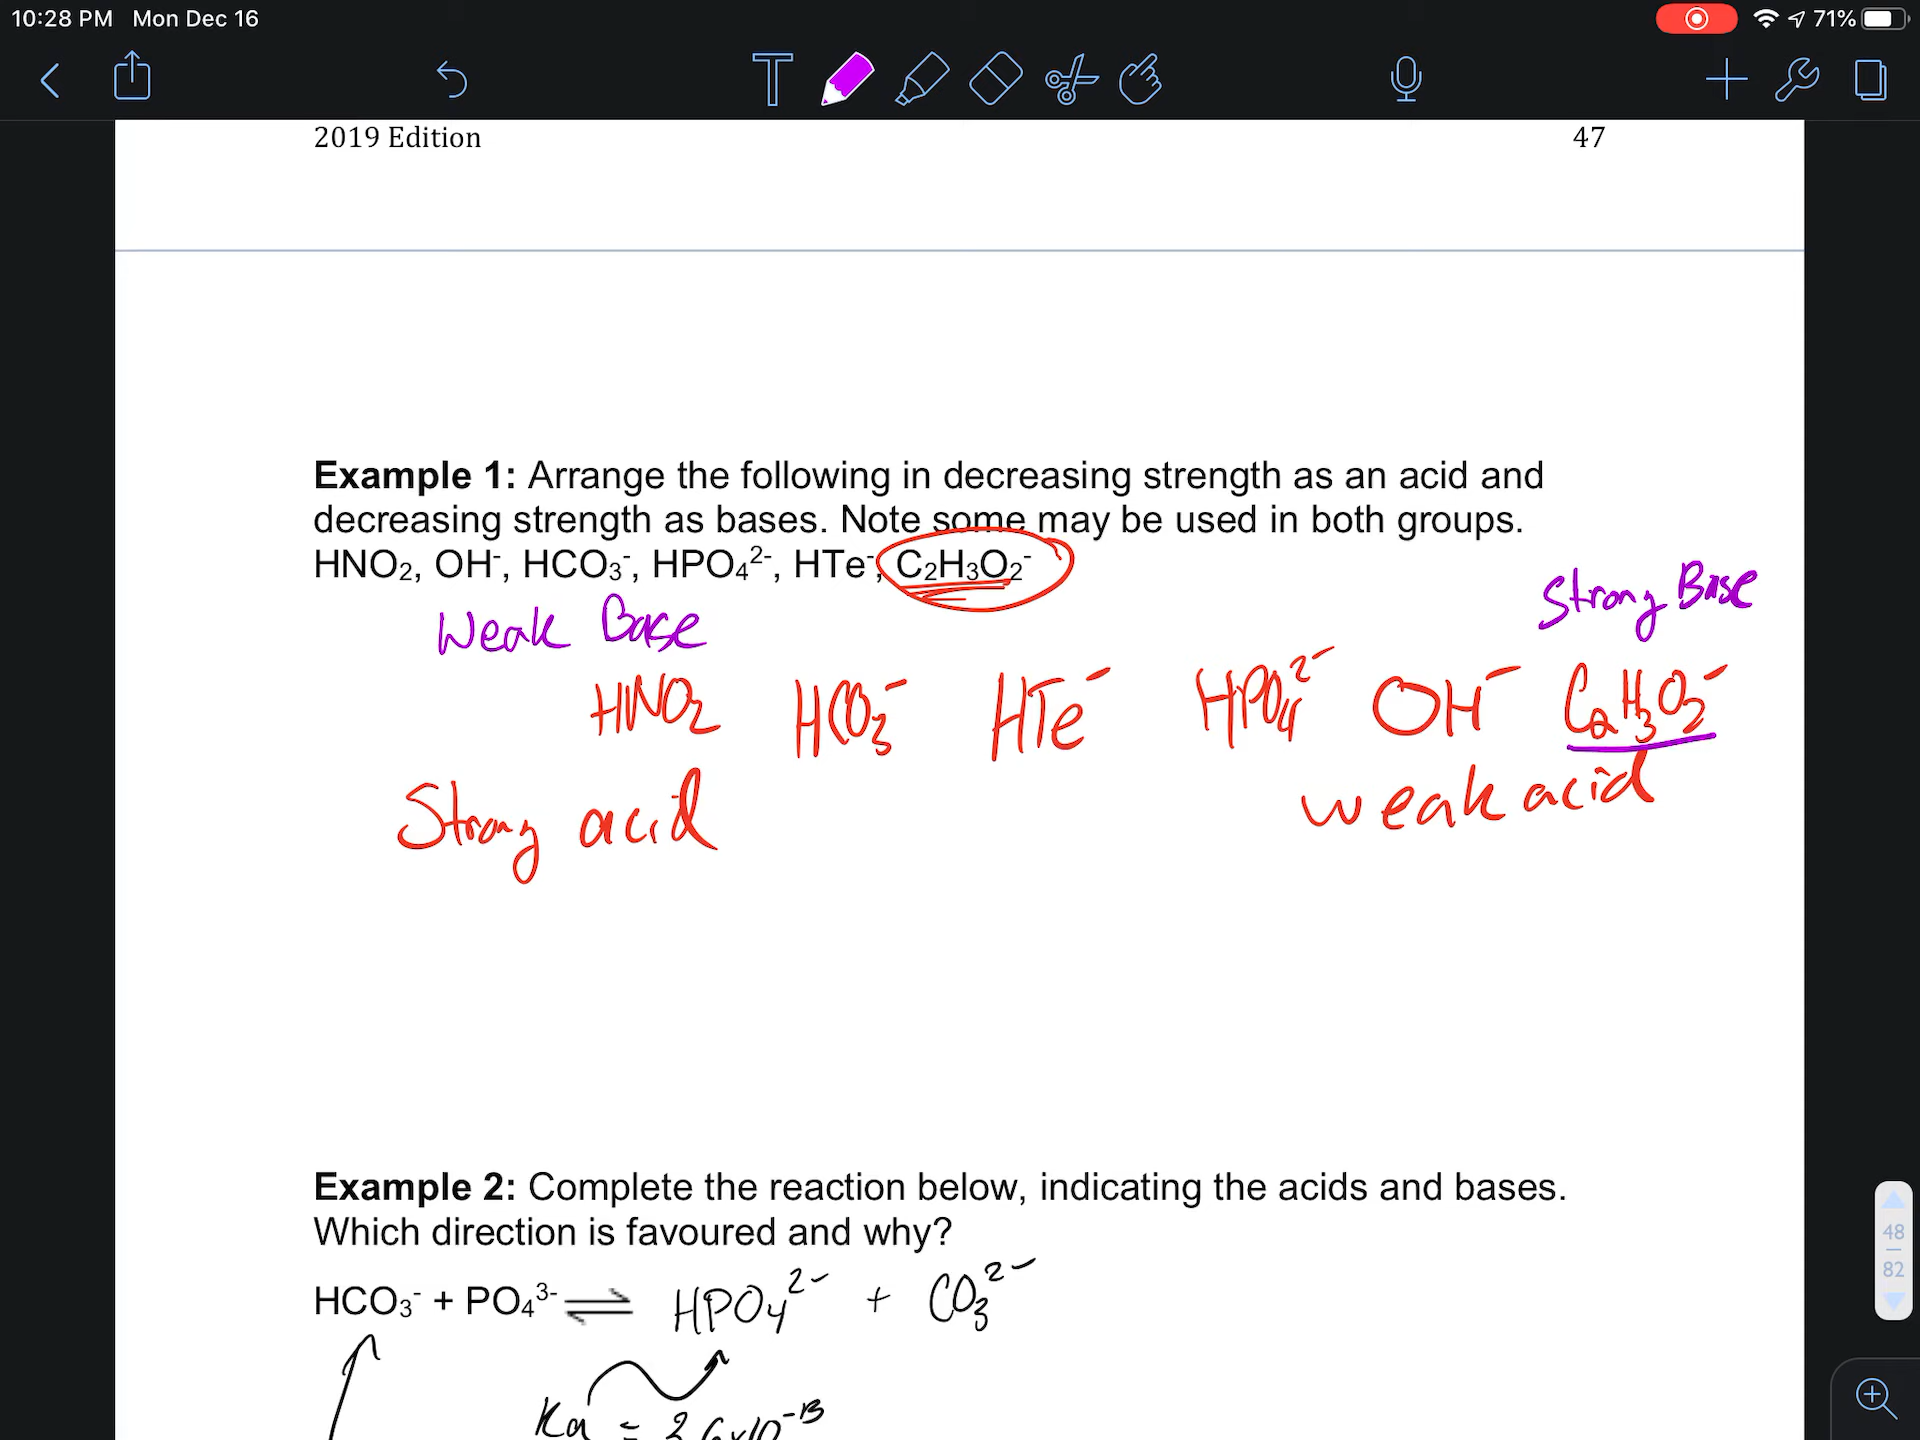 10:28 PM Mon Dec 16 71%
2019 Edition 47
Example 1: Arrange the following in decreasing strength as an acid and
decreasing strength as bases. Note some may be used in both groups.
HNO₂, OH⁻, HCO₃⁻, HPO₄²⁻, HTe⁻, C₂H₃O₂⁻
Weak Base Strong Base
HNO₂ HCO₃⁻ HTe⁻ HPO₄²⁻ OH⁻ C₂H₃O₂⁻
Strong acid weak acid
Example 2: Complete the reaction below, indicating the acids and bases.
Which direction is favoured and why?
HCO₃⁻ + PO₄³⁻ ⇌ HPO₄²⁻ + CO₃²⁻
Ka =
48
82